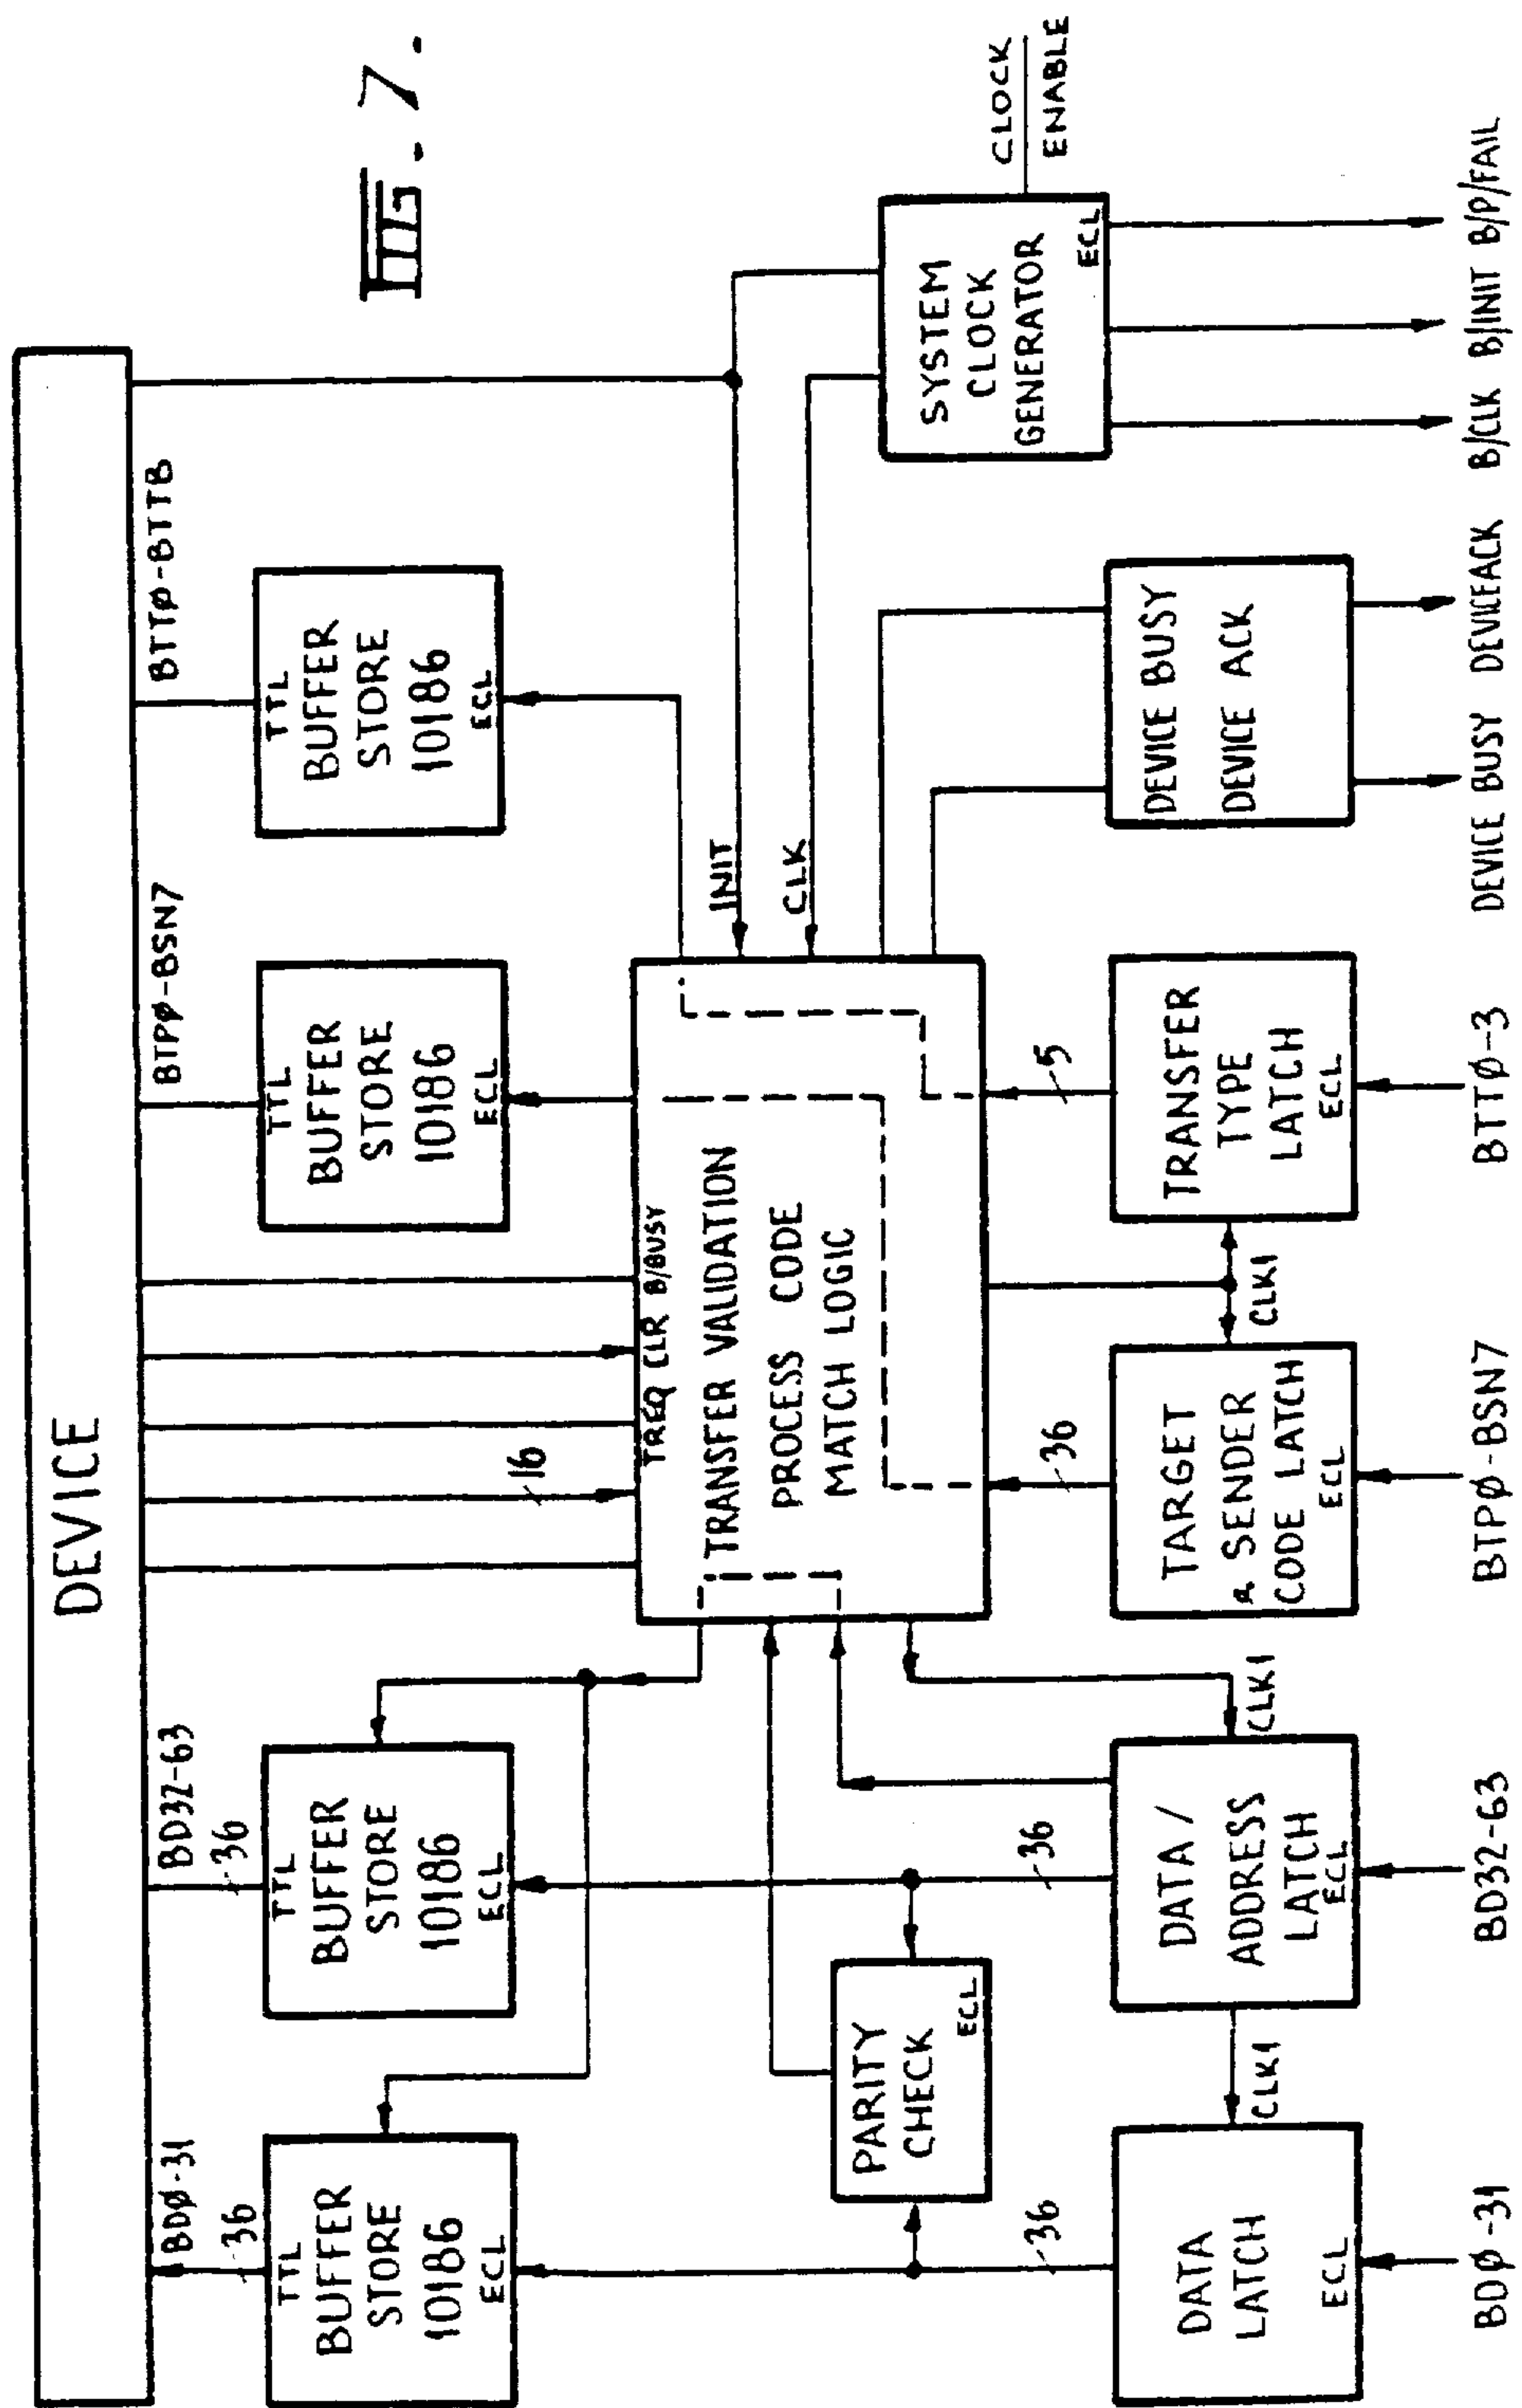 FIG. 7.
DEVICE
BDØ-31
36
BD32-63
36
BTPØ-BSN7
BTTØ-BTTB
TTL
BUFFER
STORE
10186
ECL
TTL
BUFFER
STORE
10186
ECL
TTL
BUFFER
STORE
10186
ECL
TTL
BUFFER
STORE
10186
ECL
16
TREQ CLR B/BUSY
TRANSFER VALIDATION
PROCESS CODE
MATCH LOGIC
INIT
CLK
PARITY
CHECK
ECL
SYSTEM
CLOCK
GENERATOR
ECL
CLOCK
ENABLE
36
36
36
5
CLK1
CLK1
CLK1
DATA
LATCH
ECL
DATA /
ADDRESS
LATCH
ECL
TARGET
& SENDER
CODE LATCH
ECL
TRANSFER
TYPE
LATCH
ECL
DEVICE BUSY
DEVICE ACK
BDØ-31
BD32-63
BTPØ-BSN7
BTTØ-3
DEVICE BUSY
DEVICEACK
B/CLK
B/INIT
B/P/FAIL